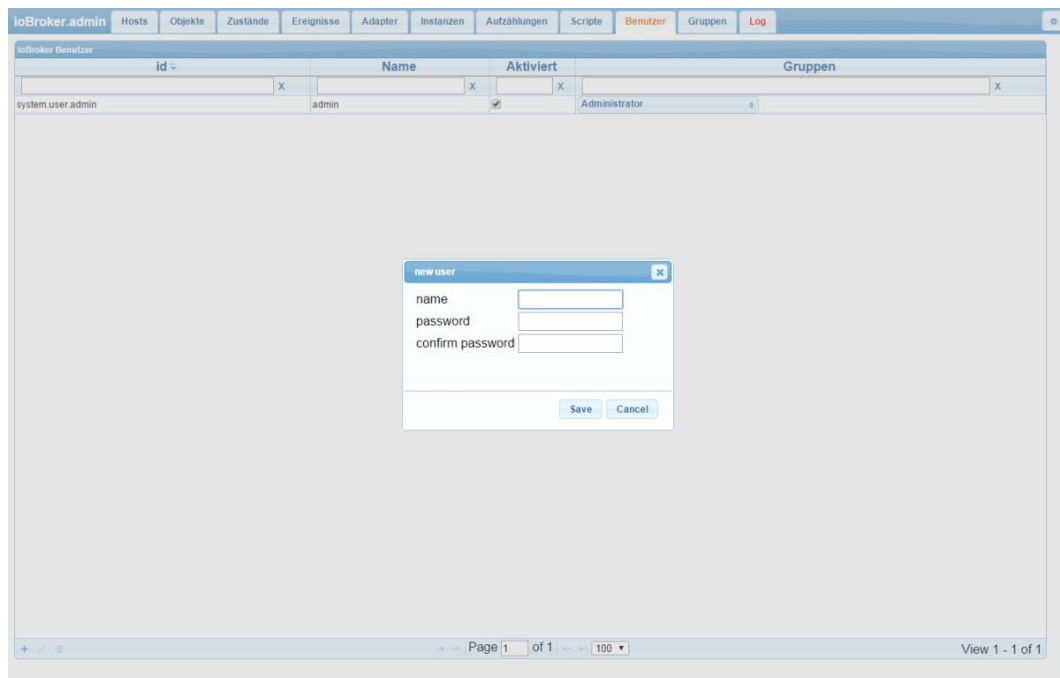 ioBroker.admin Hosts Objekte Zustände Ereignisse Adapter Instanzen Aufzählungen Scripte Benutzer Gruppen Log
ioBroker Benutzer
id Name Aktiviert Gruppen
X X X X
system.user.admin admin Administrator
new user
name
password
confirm password
Save Cancel
Page 1 of 1 100 View 1 - 1 of 1